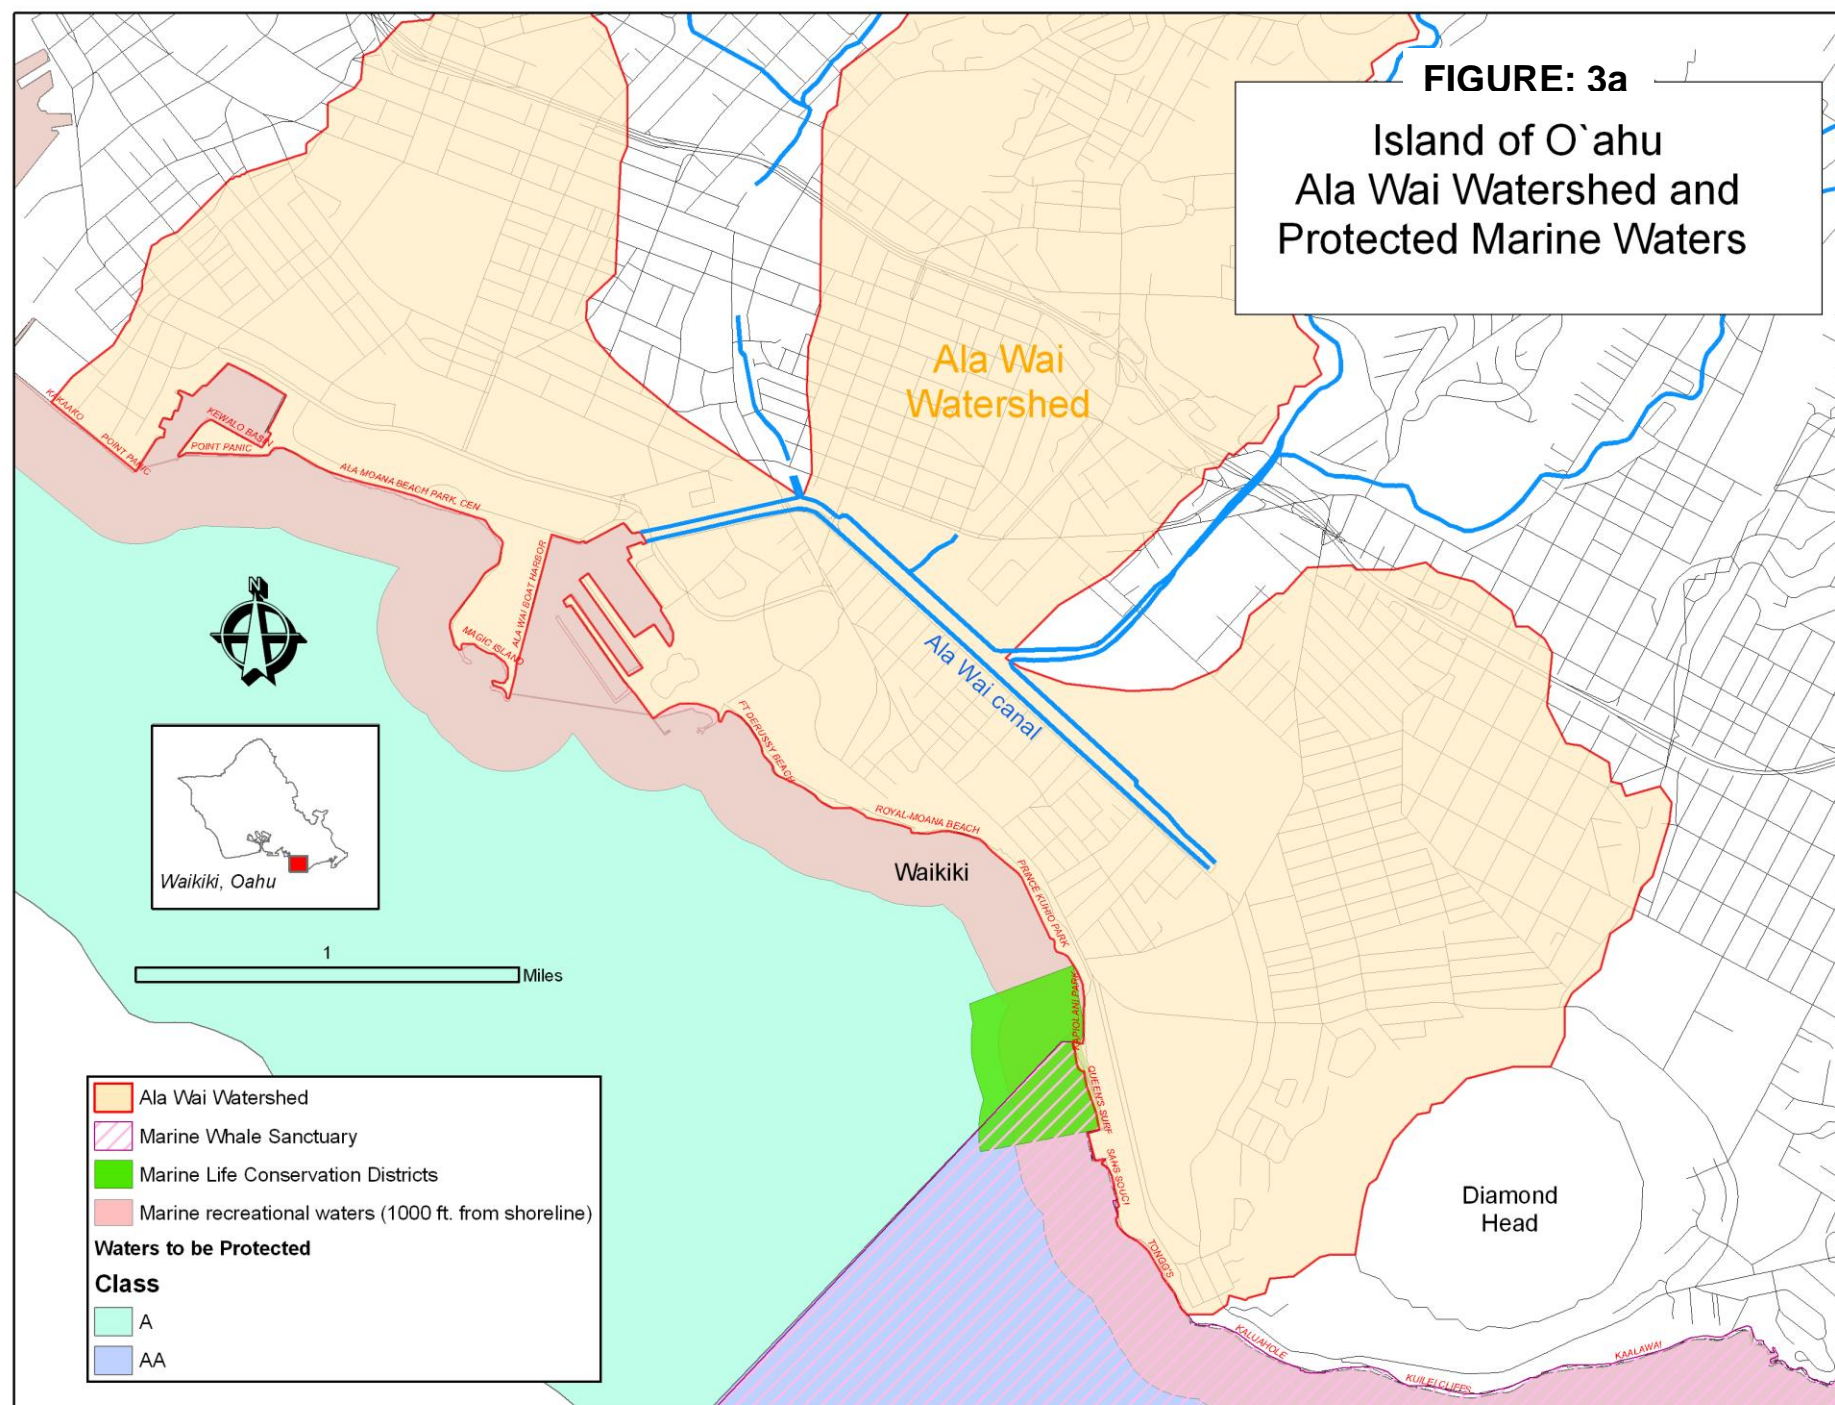 FIGURE: 3a
Island of O`ahu
Ala Wai Watershed and
Protected Marine Waters
Ala Wai
Watershed
KAKAAKO
POINT PANIC
KEWALO BASIN
POINT PANIC
ALA MOANA BEACH PARK, CEN
ALA WAI BOAT HARBOR
MAGIC ISLAND
N
Ala Wai canal
FT DERUSSY BEACH
ROYAL-MOANA BEACH
Waikiki
PRINCE KUHIO PARK
Waikiki, Oahu
1
Miles
KAPIOLANI PARK
QUEEN'S SURF
SANS SOUCI
TONGG'S
Diamond
Head
KALUAHOLE
KUILEI CLIFFS
KAALAWAI
Ala Wai Watershed
Marine Whale Sanctuary
Marine Life Conservation Districts
Marine recreational waters (1000 ft. from shoreline)
Waters to be Protected
Class
A
AA